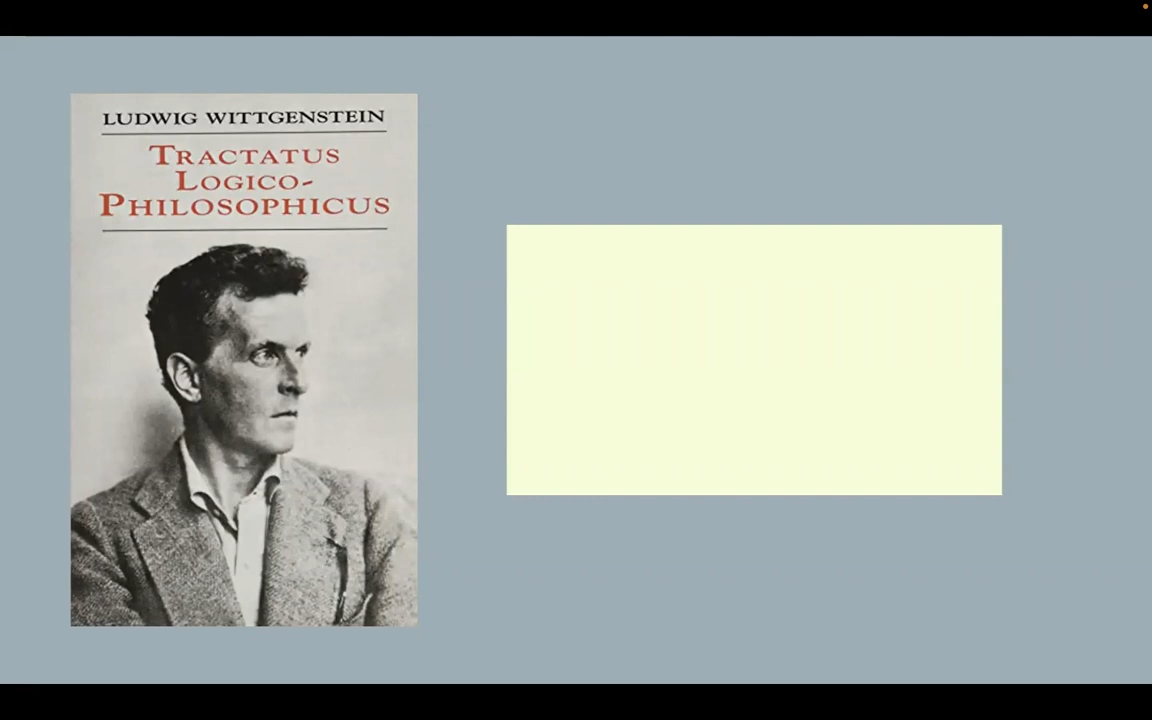 LUDWIG WITTGENSTEIN
TRACTATUS
LOGICO-
PHILOSOPHICUS